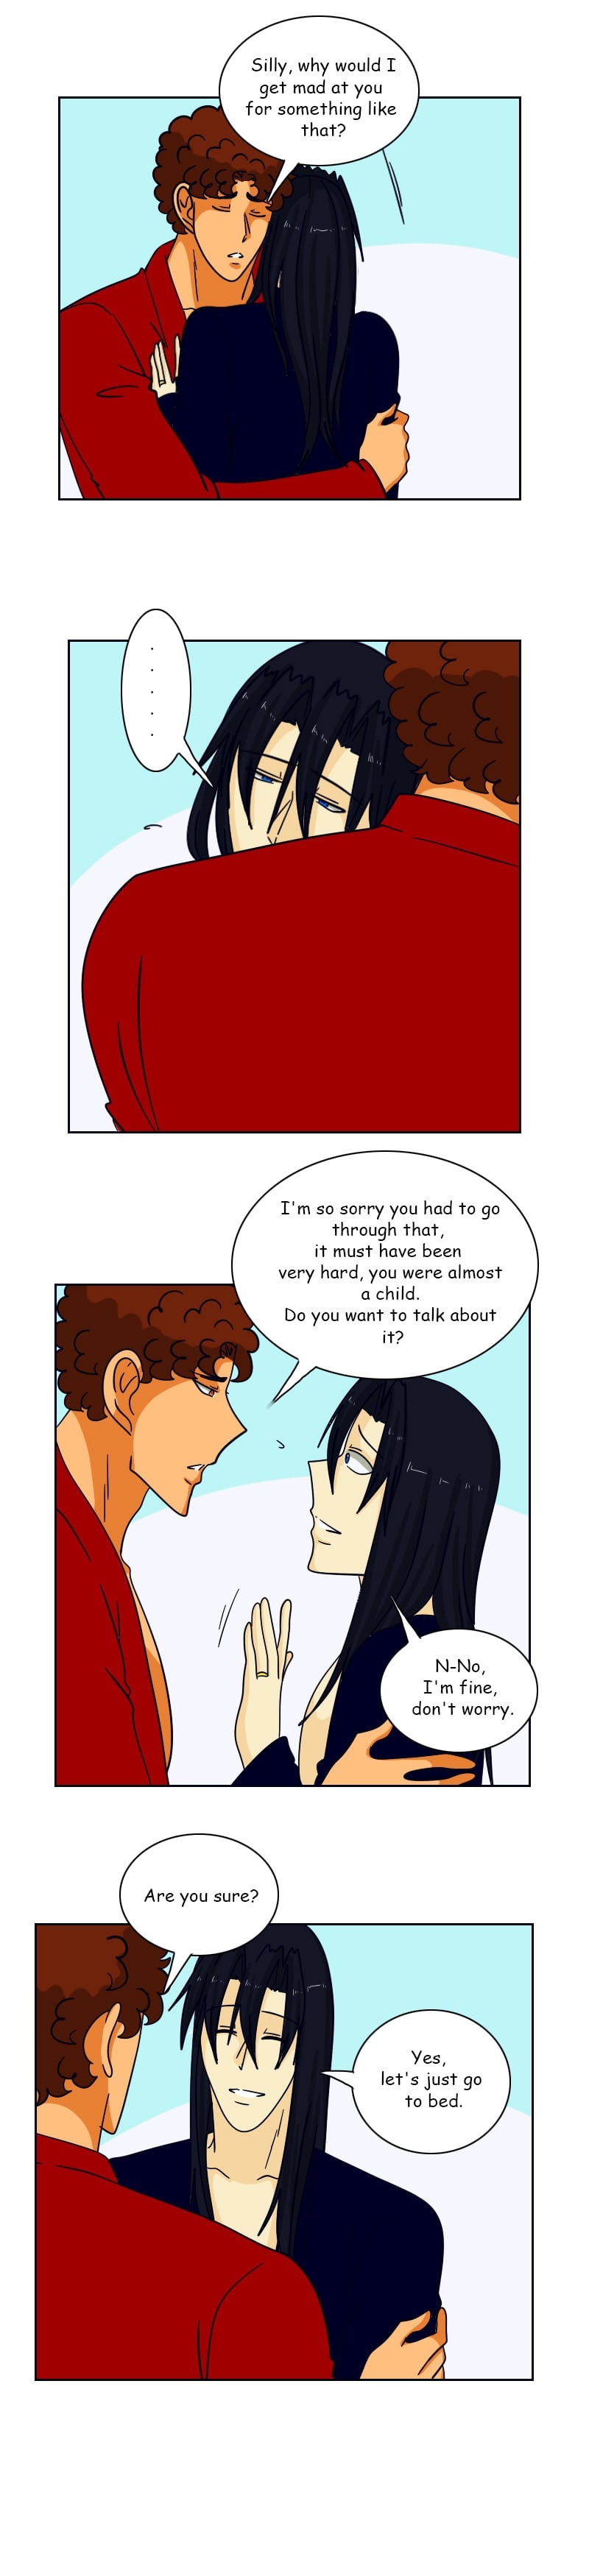 Silly, why would I
get mad at you
for something like
that?
.
.
.
.
.
I'm so sorry you had to go
through that,
it must have been
very hard, you were almost
a child.
Do you want to talk about
it?
N-No,
I'm fine,
don't worry.
Are you sure?
Yes,
let's just go
to bed.